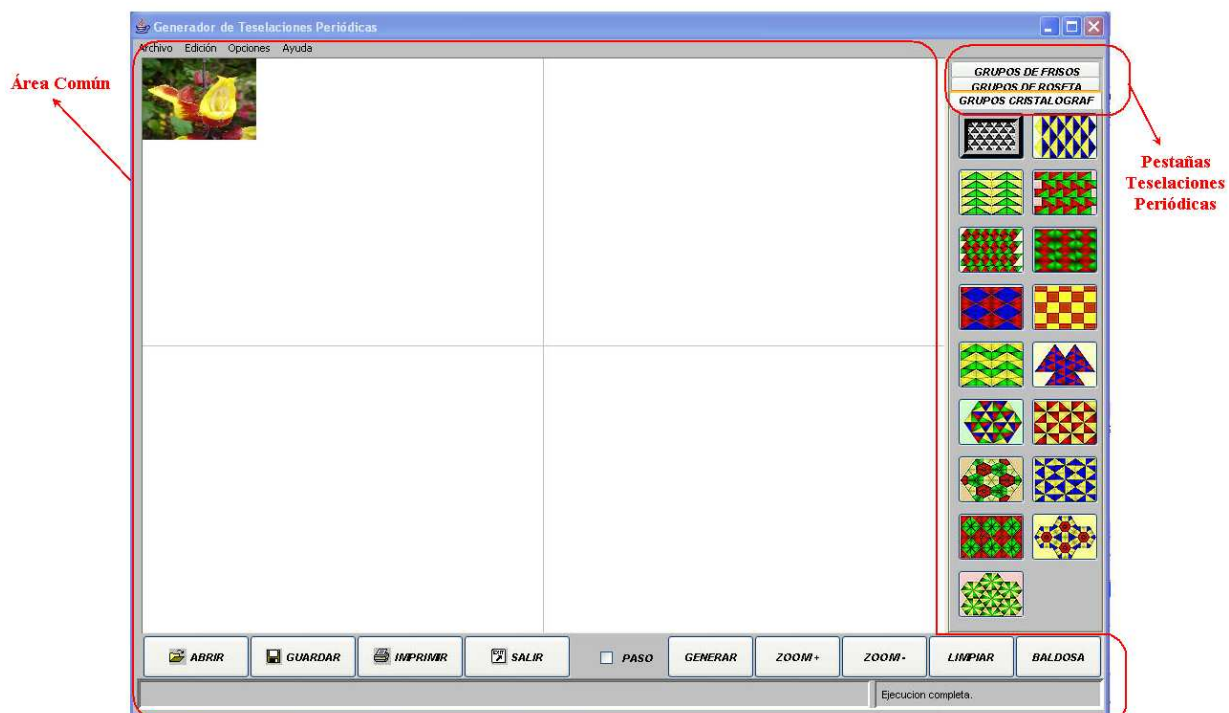 Generador de Teselaciones Periódicas
Archivo Edición Opciones Ayuda
Área Común
GRUPOS DE FRISOS
GRUPOS DE ROSETA
GRUPOS CRISTALOGRAF
Pestañas
Teselaciones
Periódicas
ABRIR GUARDAR IMPRIMIR SALIR PASO GENERAR ZOOM+ ZOOM- LIMPIAR BALDOSA
Ejecucion completa.